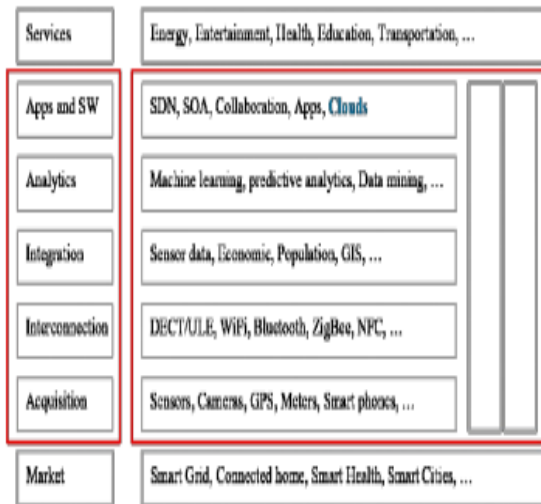 Services
Energy, Entertainment, Health, Education, Transportation, ...
Apps and SW
SDN, SOA, Collaboration, Apps, Clouds
Analytics
Machine learning, predictive analytics, Data mining, ...
Integration
Sensor data, Economic, Population, GIS, ...
Interconnection
DECT/ULE, WiFi, Bluetooth, ZigBee, NFC, ...
Acquisition
Sensors, Cameras, GPS, Meters, Smart phones, ...
Market
Smart Grid, Connected home, Smart Health, Smart Cities, ...